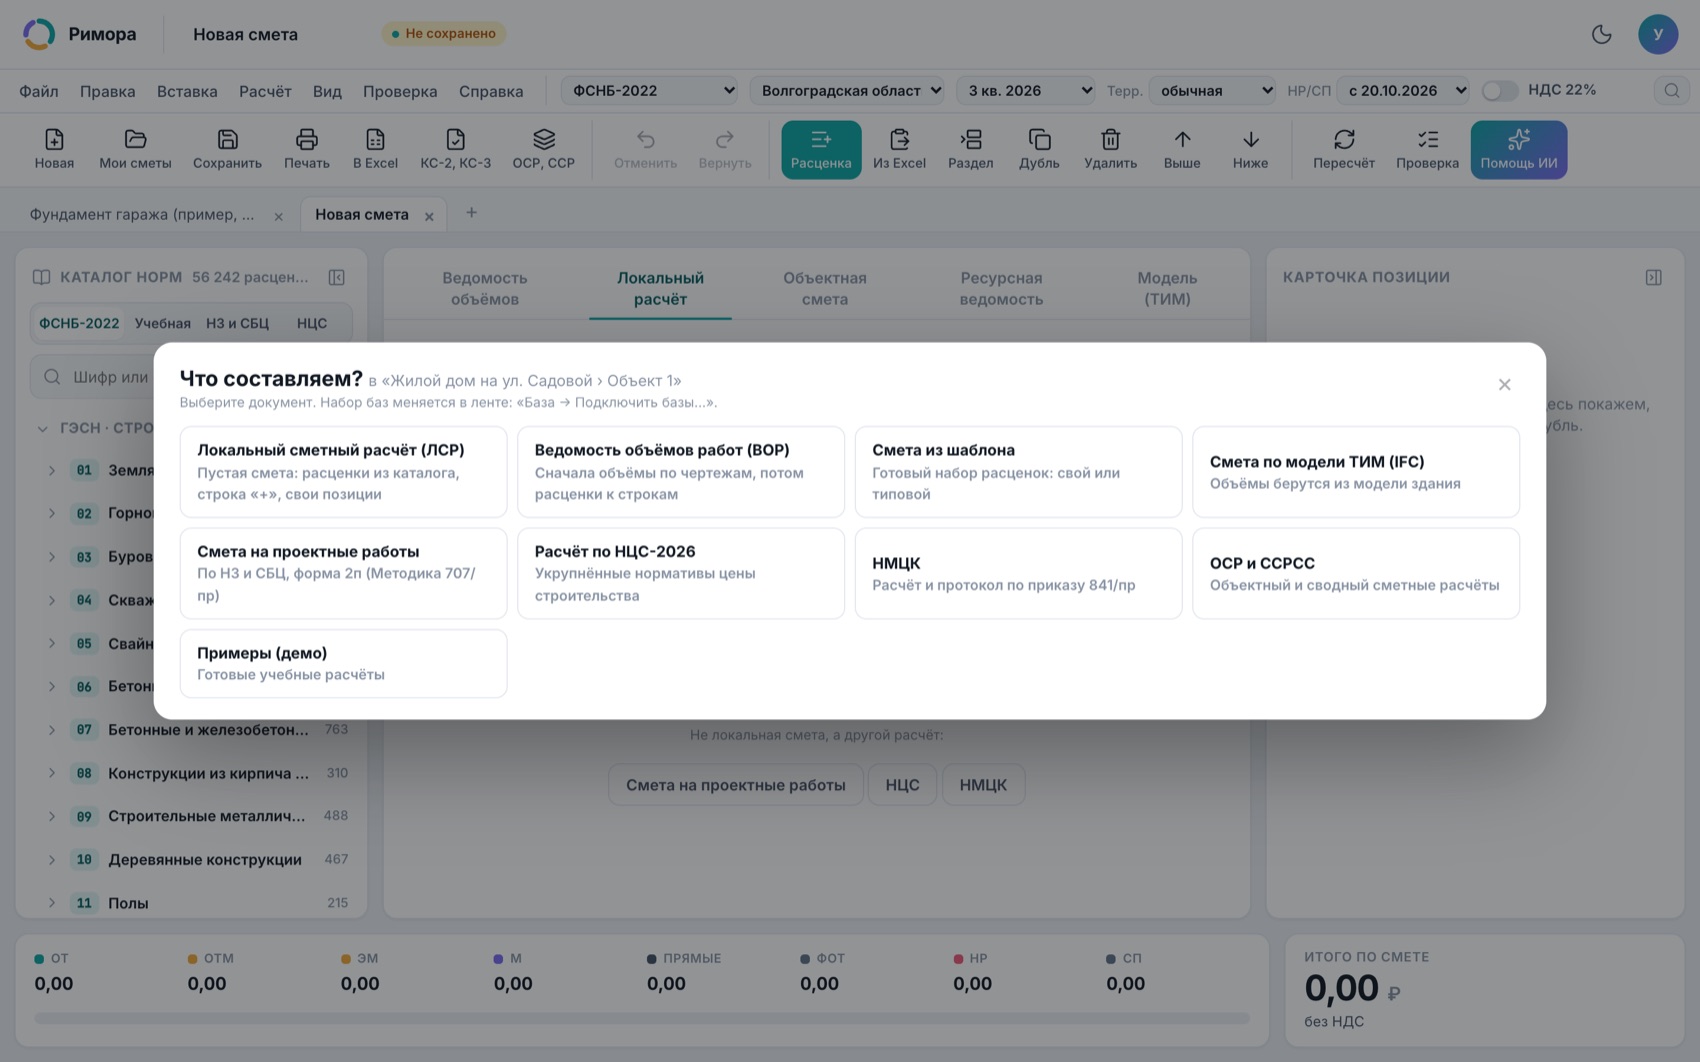 Римора
Новая смета
Не сохранено
У
Файл Правка Вставка Расчёт Вид Проверка Справка
ФСНБ-2022
Волгоградская област
3 кв. 2026
Терр.
обычная
НР/СП
с 20.10.2026
НДС 22%
Новая
Мои сметы
Сохранить
Печать
В Excel
КС-2, КС-3
ОСР, ССР
Отменить
Вернуть
Расценка
Из Excel
Раздел
Дубль
Удалить
Выше
Ниже
Пересчёт
Проверка
Помощь ИИ
Фундамент гаража (пример, ... ×
Новая смета ×
+
КАТАЛОГ НОРМ 56 242 расцен...
ФСНБ-2022 Учебная НЗ и СБЦ НЦС
Шифр или
ГЭСН · СТРО
01 Земля
02 Горно
03 Буров
04 Скваж
05 Свайн
06 Бетон
07 Бетонные и железобетон... 763
08 Конструкции из кирпича ... 310
09 Строительные металлич... 488
10 Деревянные конструкции 467
11 Полы 215
Ведомость
объёмов
Локальный
расчёт
Объектная
смета
Ресурсная
ведомость
Модель
(ТИМ)
КАРТОЧКА ПОЗИЦИИ
покажем,
убль.
Что составляем? в «Жилой дом на ул. Садовой › Объект 1»
Выберите документ. Набор баз меняется в ленте: «База → Подключить базы...».
Локальный сметный расчёт (ЛСР)
Пустая смета: расценки из каталога,
строка «+», свои позиции
Ведомость объёмов работ (ВОР)
Сначала объёмы по чертежам, потом
расценки к строкам
Смета из шаблона
Готовый набор расценок: свой или
типовой
Смета по модели ТИМ (IFC)
Объёмы берутся из модели здания
Смета на проектные работы
По НЗ и СБЦ, форма 2п (Методика 707/
пр)
Расчёт по НЦС-2026
Укрупнённые нормативы цены
строительства
НМЦК
Расчёт и протокол по приказу 841/пр
ОСР и ССРСС
Объектный и сводный сметные расчёты
Примеры (демо)
Готовые учебные расчёты
Не локальная смета, а другой расчёт:
Смета на проектные работы НЦС НМЦК
ОТ
0,00
ОТМ
0,00
ЭМ
0,00
М
0,00
ПРЯМЫЕ
0,00
ФОТ
0,00
НР
0,00
СП
0,00
ИТОГО ПО СМЕТЕ
0,00 ₽
без НДС